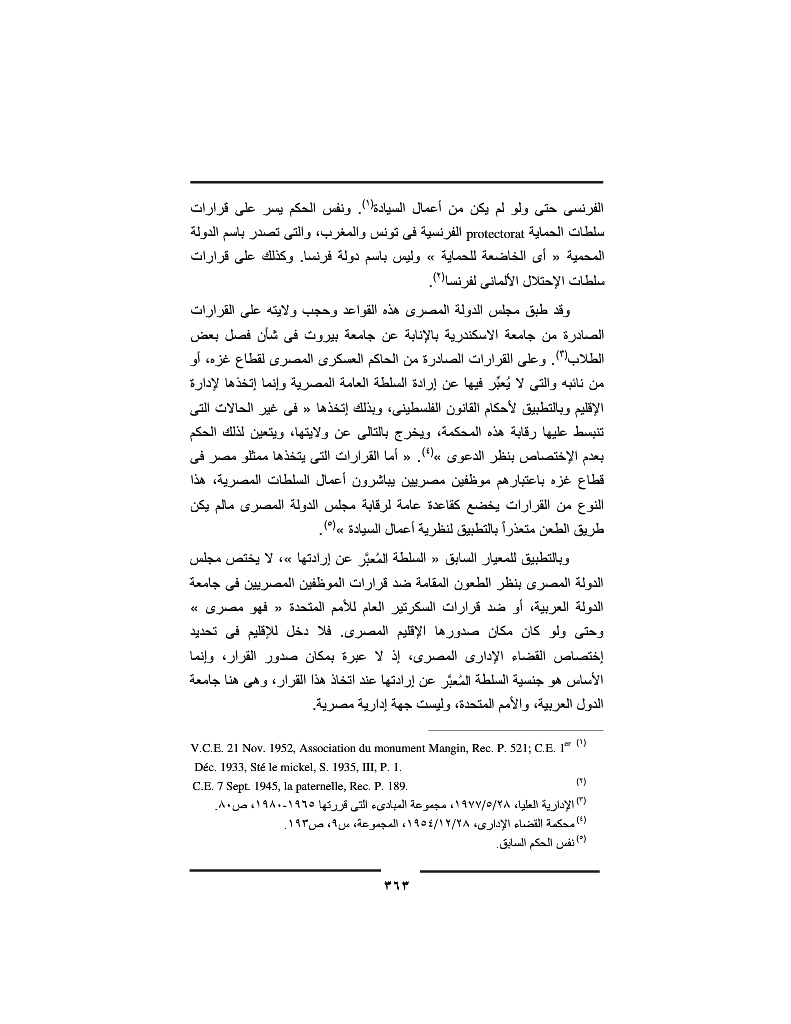 الفرنسى حتى ولو لم يكن من أعمال السيادة(١). ونفس الحكم يسر على قرارات
سلطات الحماية protectorat الفرنسية فى تونس والمغرب، والتى تصدر باسم الدولة
المحمية « أى الخاضعة للحماية » وليس باسم دولة فرنسا. وكذلك على قرارات
سلطات الإحتلال الألمانى لفرنسا(٢).
وقد طبق مجلس الدولة المصرى هذه القواعد وحجب ولايته على القرارات
الصادرة من جامعة الاسكندرية بالإنابة عن جامعة بيروت فى شأن فصل بعض
الطلاب(٣). وعلى القرارات الصادرة من الحاكم العسكرى المصرى لقطاع غزه، أو
من نائبه والتى لا يُعبِّر فيها عن إرادة السلطة العامة المصرية وإنما إتخذها لإدارة
الإقليم وبالتطبيق لأحكام القانون الفلسطينى، وبذلك إتخذها « فى غير الحالات التى
تنبسط عليها رقابة هذه المحكمة، ويخرج بالتالى عن ولايتها، ويتعين لذلك الحكم
بعدم الإختصاص بنظر الدعوى »(٤). « أما القرارات التى يتخذها ممثلو مصر فى
قطاع غزه باعتبارهم موظفين مصريين يباشرون أعمال السلطات المصرية، هذا
النوع من القرارات يخضع كقاعدة عامة لرقابة مجلس الدولة المصرى مالم يكن
طريق الطعن متعذراً بالتطبيق لنظرية أعمال السيادة »(٥).
وبالتطبيق للمعيار السابق « السلطة المُعبَّر عن إرادتها »، لا يختص مجلس
الدولة المصرى بنظر الطعون المقامة ضد قرارات الموظفين المصريين فى جامعة
الدولة العربية، أو ضد قرارات السكرتير العام للأمم المتحدة « فهو مصرى »
وحتى ولو كان مكان صدورها الإقليم المصرى. فلا دخل للإقليم فى تحديد
إختصاص القضاء الإدارى المصرى، إذ لا عبرة بمكان صدور القرار، وإنما
الأساس هو جنسية السلطة المُعبَّر عن إرادتها عند اتخاذ هذا القرار، وهى هنا جامعة
الدول العربية، والأمم المتحدة، وليست جهة إدارية مصرية.
(١) V.C.E. 21 Nov. 1952, Association du monument Mangin, Rec. P. 521; C.E. 1er
Déc. 1933, Sté le mickel, S. 1935, III, P. 1.
(٢) C.E. 7 Sept. 1945, la paternelle, Rec. P. 189.
(٣) الإدارية العليا، ١٩٧٧/٥/٢٨، مجموعة المبادىء التى قررتها ١٩٦٥-١٩٨٠، ص٨٠.
(٤) محكمة القضاء الإدارى، ١٩٥٤/١٢/٢٨، المجموعة، س٩، ص١٩٣.
(٥) نفس الحكم السابق.
٣٦٣